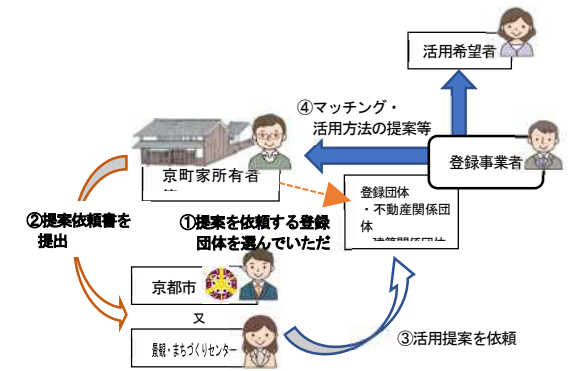 活用希望者
④マッチング・
活用方法の提案等
登録事業者
京町家所有者
登録団体
・不動産関係団
体
②提案依頼書を
提出
①提案を依頼する登録
団体を選んでいただ
京都市
又
景観・まちづくりセンター
③活用提案を依頼